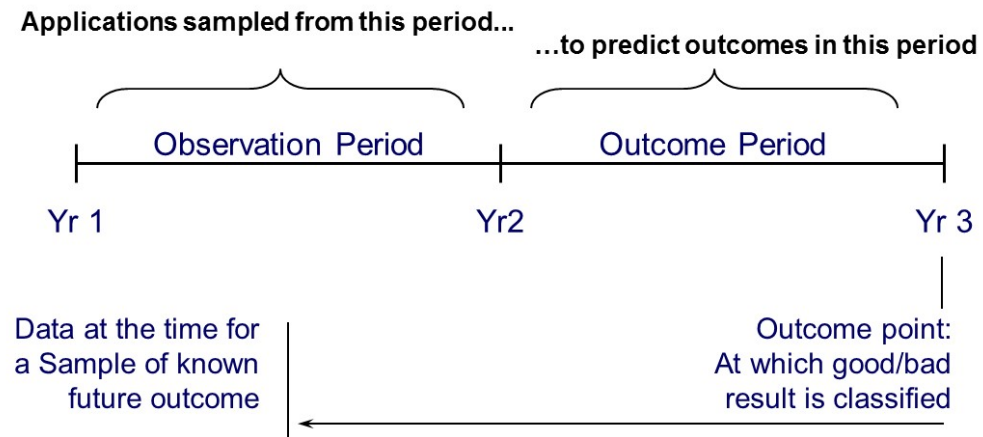 Applications sampled from this period...
...to predict outcomes in this period
Observation Period
Outcome Period
Yr 1
Yr2
Yr 3
Data at the time for
a Sample of known
future outcome
Outcome point:
At which good/bad
result is classified